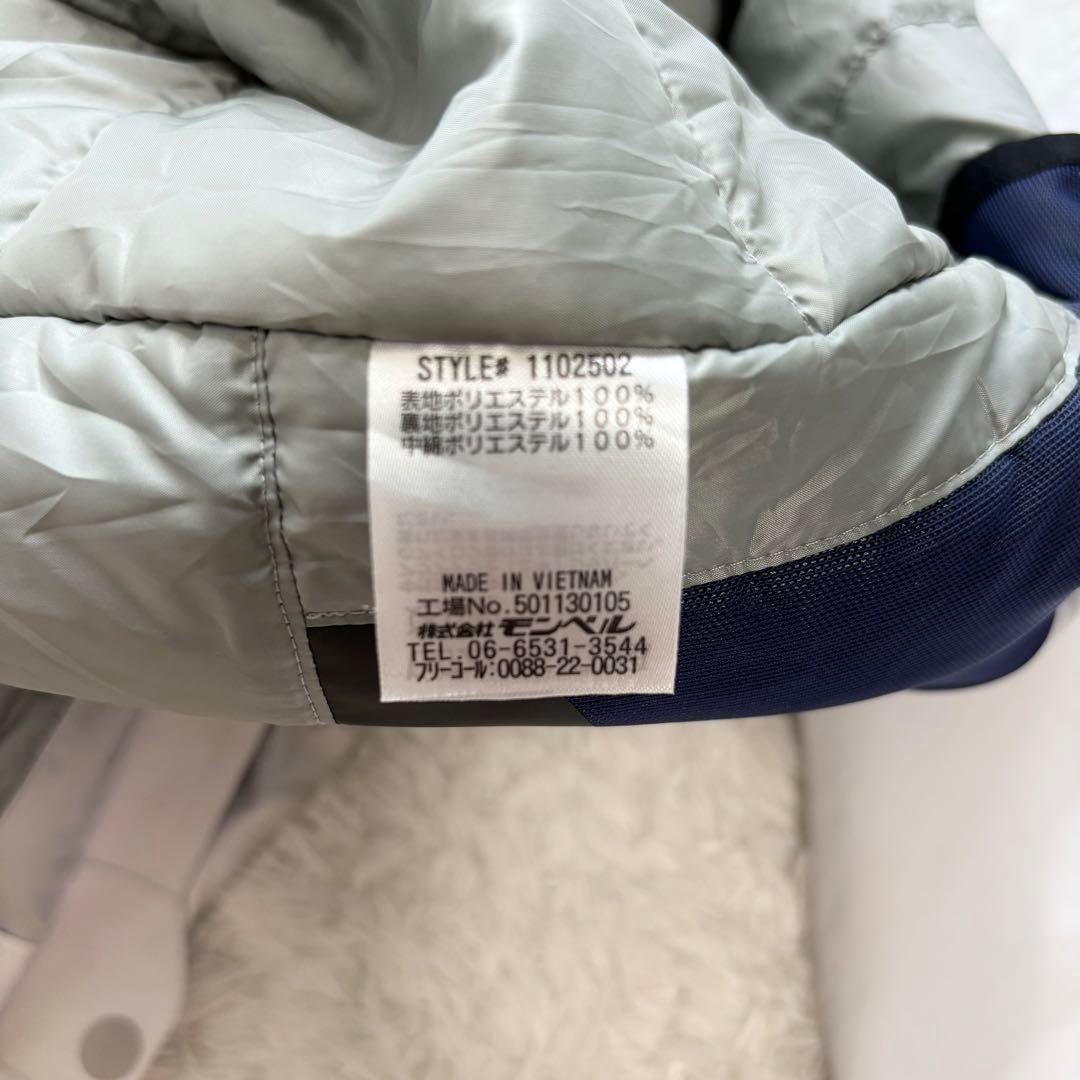 STYLE# 1102502
表地ポリエステル100%
裏地ポリエステル100%
中綿ポリエステル100%
MADE IN VIETNAM
工場No.501130105
株式会社 モンベル
TEL.06-6531-3544
フリーコール:0088-22-0031